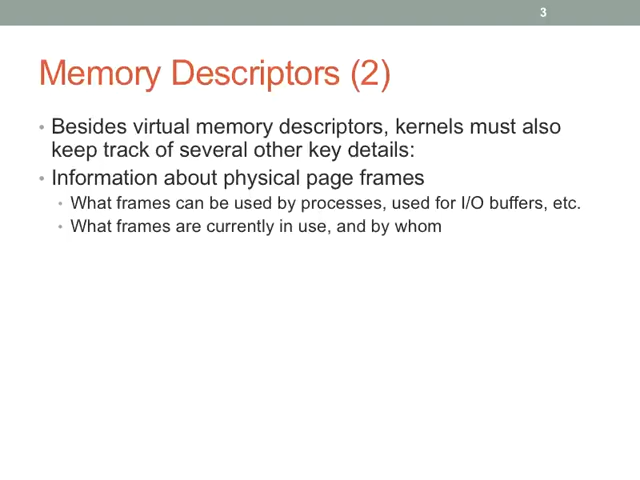 3
Memory Descriptors (2)
• Besides virtual memory descriptors, kernels must also
keep track of several other key details:
• Information about physical page frames
• What frames can be used by processes, used for I/O buffers, etc.
• What frames are currently in use, and by whom